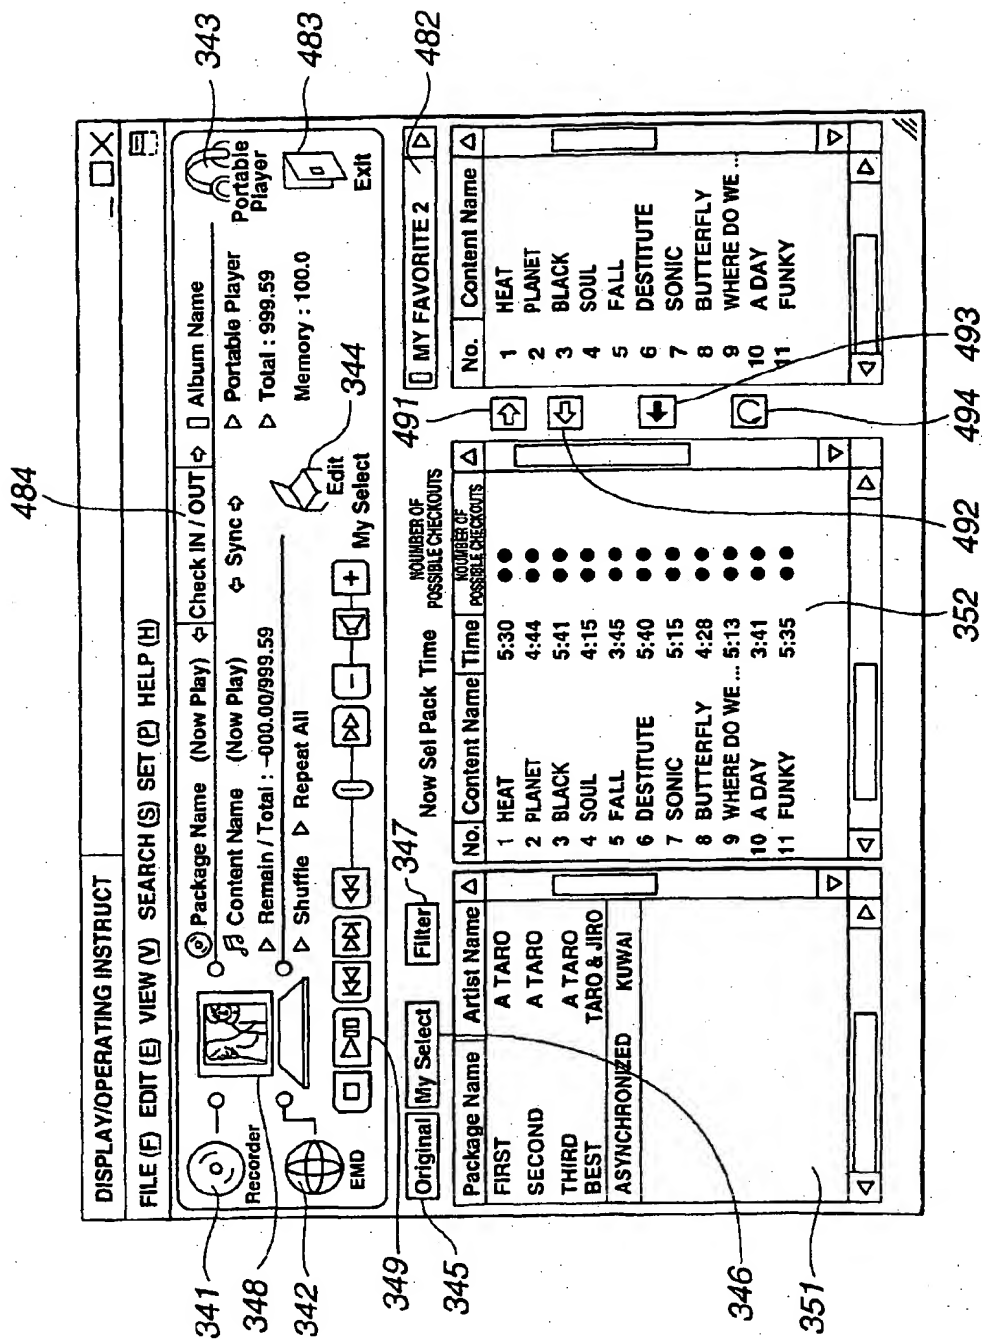 484
343
483
482
DISPLAY/OPERATING INSTRUCT
FILE (F) EDIT (E) VIEW (V) SEARCH (S) SET (P) HELP (H)
341
Recorder
348
342
EMD
349
Package Name (Now Play)
Check IN / OUT
Album Name
Content Name (Now Play)
Sync
Portable Player
Remain / Total : -000.00/999.59
Total : 999.59
Shuffle
Repeat All
Memory : 100.0
344
Edit
My Select
Portable
Player
Exit
345
Original
My Select
Filter
347
Now Sel Pack Time
NOUMBER OF
POSSIBLE CHECKOUTS
491
MY FAVORITE 2
Package Name Artist Name
FIRST A TARO
SECOND A TARO
THIRD A TARO
BEST TARO & JIRO
ASYNCHRONIZED KUWAI
No. Content Name Time NOUMBER OF
POSSIBLE CHECKOUTS
1 HEAT 5:30
2 PLANET 4:44
3 BLACK 5:41
4 SOUL 4:15
5 FALL 3:45
6 DESTITUTE 5:40
7 SONIC 5:15
8 BUTTERFLY 4:28
9 WHERE DO WE ... 5:13
10 A DAY 3:41
11 FUNKY 5:35
No. Content Name
1 HEAT
2 PLANET
3 BLACK
4 SOUL
5 FALL
6 DESTITUTE
7 SONIC
8 BUTTERFLY
9 WHERE DO WE ...
10 A DAY
11 FUNKY
351
346
352
492
494
493